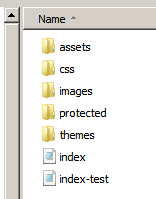 Name
assets
css
images
protected
themes
index
index-test